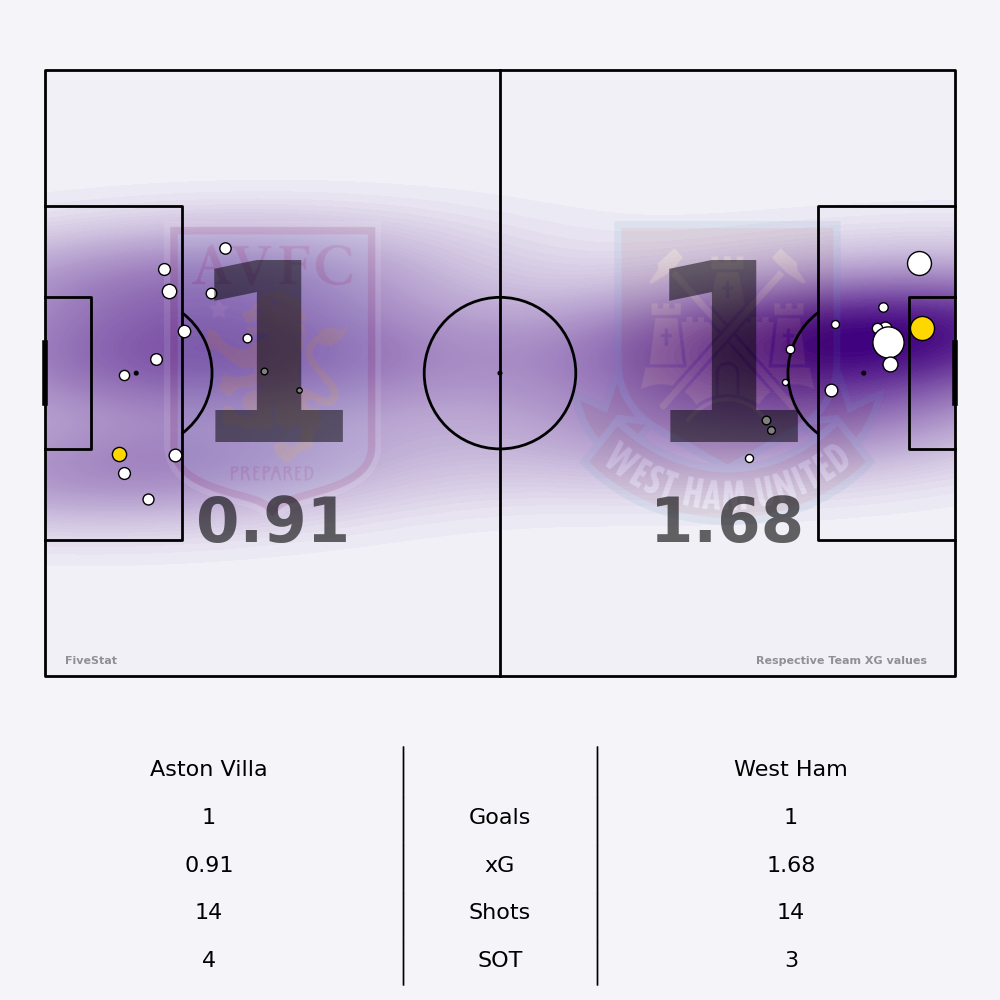 AVFC
1
PREPARED
0.91
1
WEST HAM UNITED
1.68
FiveStat
Respective Team XG values
Aston Villa West Ham
1 Goals 1
0.91 xG 1.68
14 Shots 14
4 SOT 3